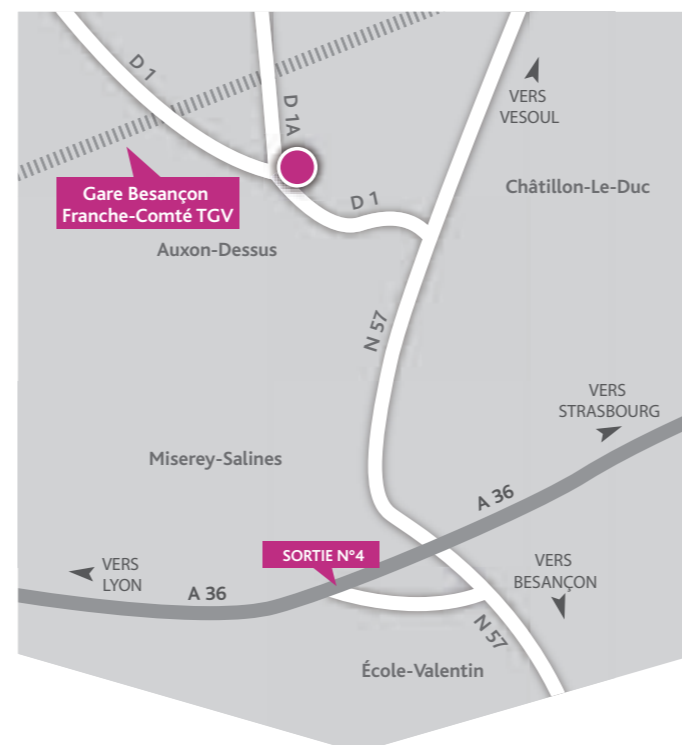 D 1
D 1A
VERS
VESOUL
Gare Besançon
Franche-Comté TGV
Châtillon-Le-Duc
D 1
Auxon-Dessus
N 57
VERS
STRASBOURG
Miserey-Salines
A 36
SORTIE N°4
VERS
LYON
A 36
VERS
BESANÇON
N 57
École-Valentin